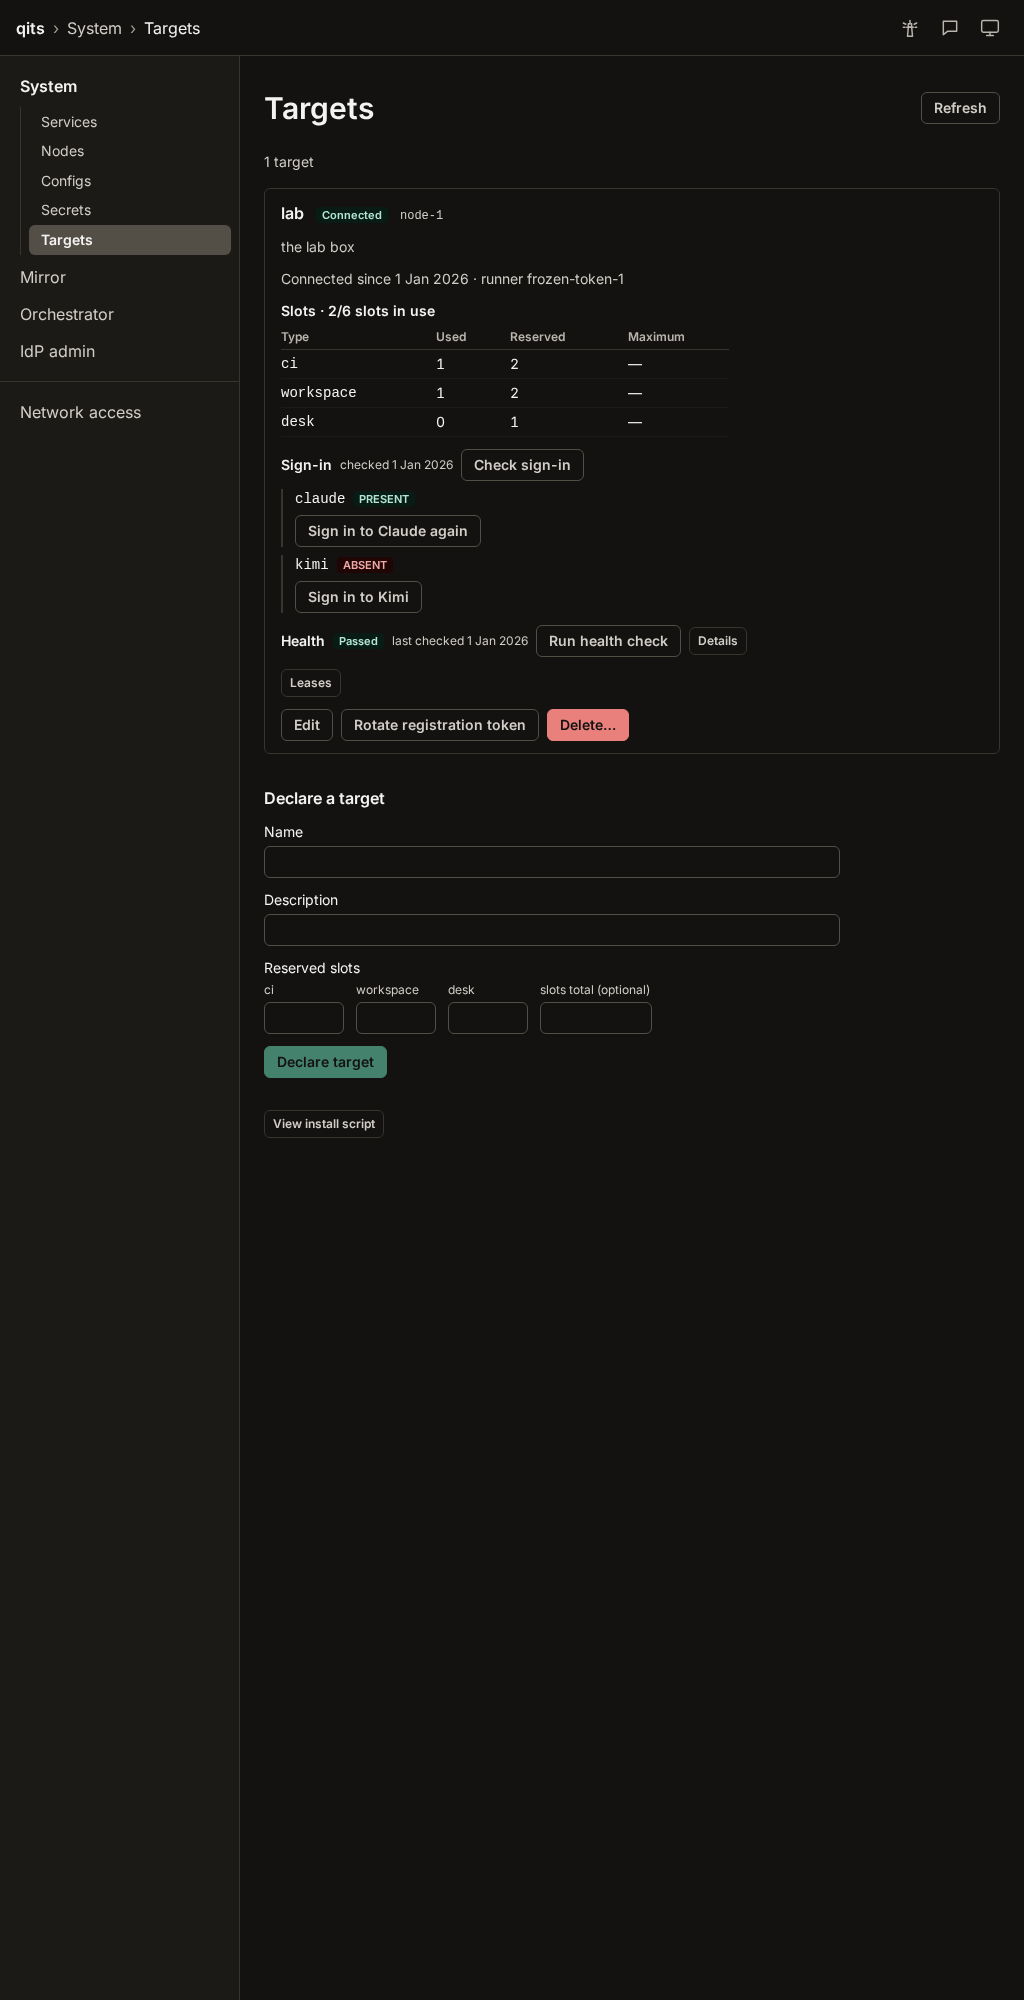 qits › System › Targets
System
Services
Nodes
Configs
Secrets
Targets
Mirror
Orchestrator
IdP admin
Network access
Targets
Refresh
1 target
lab Connected node-1
the lab box
Connected since 1 Jan 2026 · runner frozen-token-1
Slots · 2/6 slots in use
Type Used Reserved Maximum
ci 1 2 —
workspace 1 2 —
desk 0 1 —
Sign-in checked 1 Jan 2026 Check sign-in
claude PRESENT
Sign in to Claude again
kimi ABSENT
Sign in to Kimi
Health Passed last checked 1 Jan 2026 Run health check Details
Leases
Edit Rotate registration token Delete…
Declare a target
Name
Description
Reserved slots
ci workspace desk slots total (optional)
Declare target
View install script